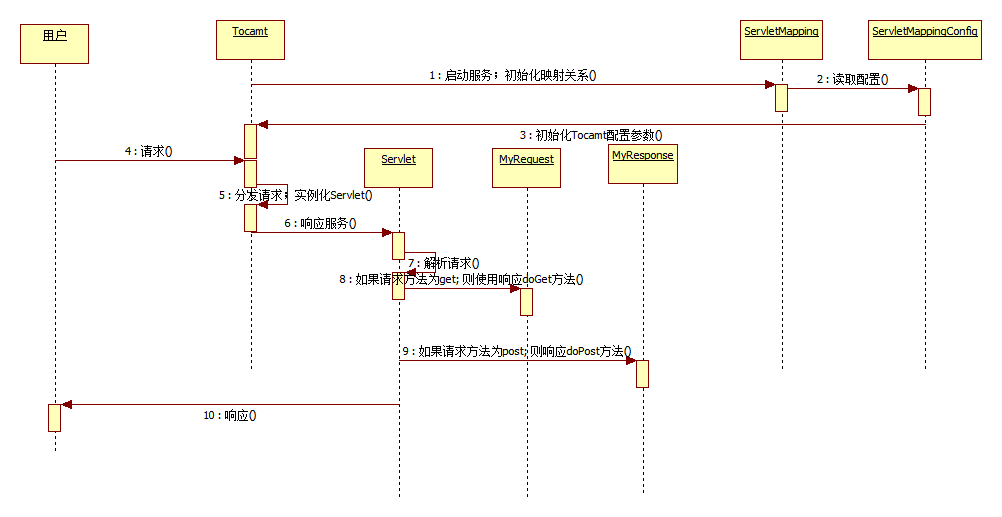 用户
Tocamt
ServletMapping
ServletMappingConfig
1 : 启动服务；初始化映射关系()
2 : 读取配置()
3 : 初始化Tocamt配置参数()
4 : 请求()
Servlet
MyRequest
MyResponse
5 : 分发请求；实例化Servlet()
6 : 响应服务()
7 : 解析请求()
8 : 如果请求方法为get; 则使用响应doGet方法()
9 : 如果请求方法为post; 则响应doPost方法()
10 : 响应()